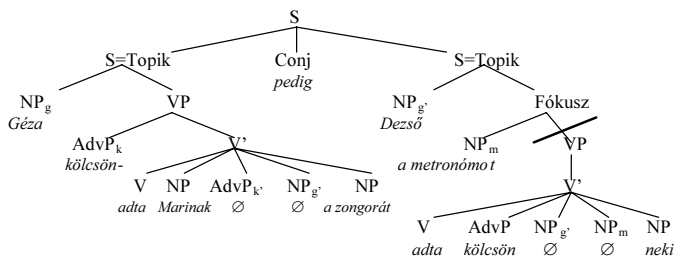 S
S=Topik Conj S=Topik
pedig
NPg VP NPg' Fókusz
Géza Dezső
AdvPk V' NPm VP
kölcsön- a metronómot
V NP AdvPk' NPg' NP V'
adta Marinak ∅ ∅ a zongorát
V AdvP NPg' NPm NP
adta kölcsön ∅ ∅ neki